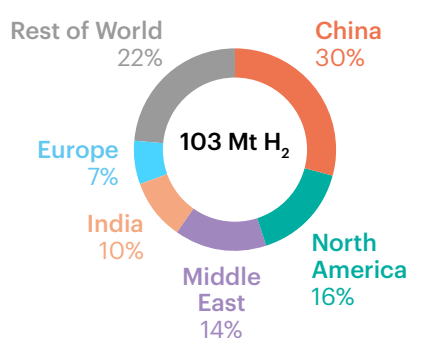 Rest of World
22%
China
30%
103 Mt H₂
Europe
7%
India
10%
North
America
16%
Middle
East
14%